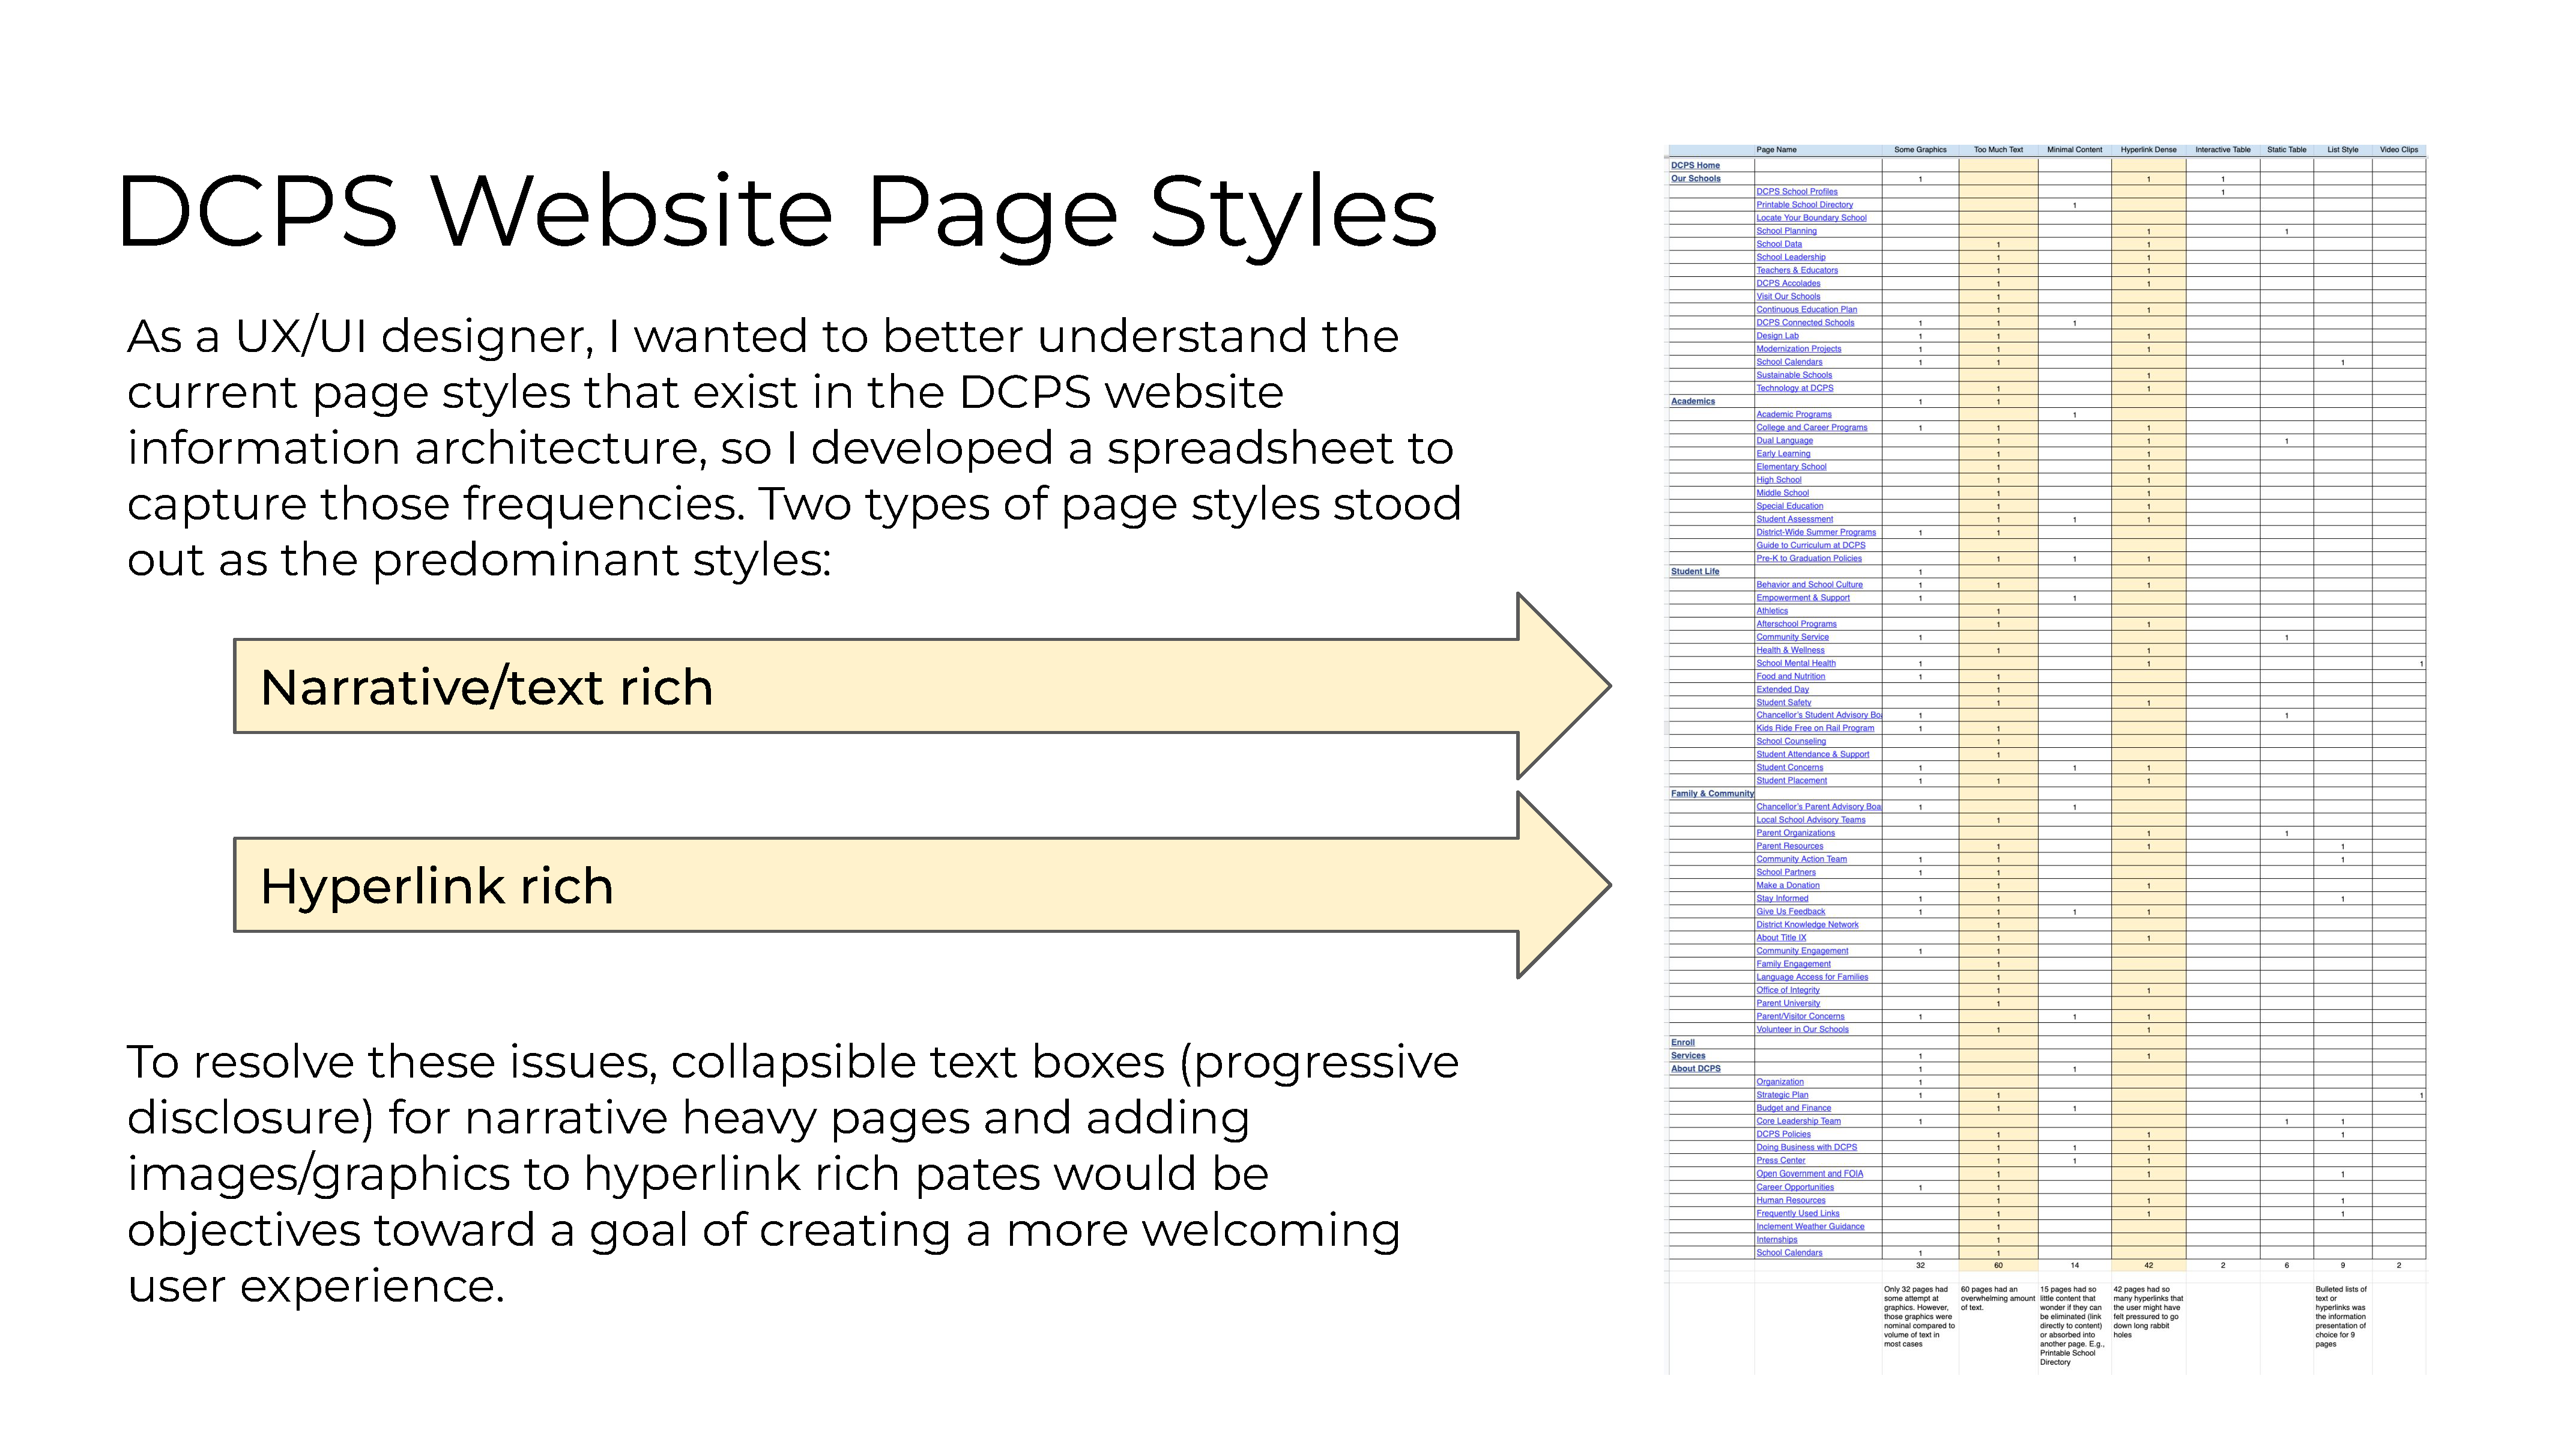 DCPS Website Page Styles
As a UX/UI designer, I wanted to better understand the
current page styles that exist in the DCPS website
information architecture, so I developed a spreadsheet to
capture those frequencies. Two types of page styles stood
out as the predominant styles:
Narrative/text rich
Hyperlink rich
To resolve these issues, collapsible text boxes (progressive
disclosure) for narrative heavy pages and adding
images/graphics to hyperlink rich pates would be
objectives toward a goal of creating a more welcoming
user experience.
Page Name Some Graphics Too Much Text Minimal Content Hyperlink Dense Interactive Table Static Table List Style Video Clips
DCPS Home
Our Schools 1 1 1
DCPS School Profiles 1
Printable School Directory 1
Locate Your Boundary School
School Planning 1 1
School Data 1 1
School Leadership 1 1
Teachers & Educators 1 1
DCPS Accolades 1 1
Visit Our Schools 1
Continuous Education Plan 1 1
DCPS Connected Schools 1 1 1
Design Lab 1 1 1
Modernization Projects 1 1 1
School Calendars 1 1 1
Sustainable Schools 1
Technology at DCPS 1 1
Academics 1 1
Academic Programs 1
College and Career Programs 1 1 1
Dual Language 1 1 1
Early Learning 1 1
Elementary School 1 1
High School 1 1
Middle School 1 1
Special Education 1 1
Student Assessment 1 1 1
District-Wide Summer Programs 1 1
Guide to Curriculum at DCPS
Pre-K to Graduation Policies 1 1 1
Student Life 1
Behavior and School Culture 1 1 1
Empowerment & Support 1 1
Athletics 1
Afterschool Programs 1 1
Community Service 1 1
Health & Wellness 1 1
School Mental Health 1 1 1
Food and Nutrition 1 1
Extended Day 1
Student Safety 1 1
Chancellor's Student Advisory Boa 1 1
Kids Ride Free on Rail Program 1 1
School Counseling 1
Student Attendance & Support 1
Student Concerns 1 1 1
Student Placement 1 1 1
Family & Community
Chancellor's Parent Advisory Boa 1 1
Local School Advisory Teams 1
Parent Organizations 1 1
Parent Resources 1 1 1
Community Action Team 1 1 1
School Partners 1 1
Make a Donation 1 1
Stay Informed 1 1 1
Give Us Feedback 1 1 1 1
District Knowledge Network 1
About Title IX 1 1
Community Engagement 1 1
Family Engagement 1
Language Access for Families 1
Office of Integrity 1 1
Parent University 1
Parent/Visitor Concerns 1 1 1
Volunteer in Our Schools 1 1
Enroll
Services 1 1
About DCPS 1 1
Organization 1
Strategic Plan 1 1 1
Budget and Finance 1 1
Core Leadership Team 1 1 1
DCPS Policies 1 1 1
Doing Business with DCPS 1 1 1
Press Center 1 1 1
Open Government and FOIA 1 1 1
Career Opportunities 1 1
Human Resources 1 1 1
Frequently Used Links 1 1 1
Inclement Weather Guidance 1
Internships 1
School Calendars 1 1
32 60 14 42 2 6 9 2
Only 32 pages had
some attempt at
graphics. However,
those graphics were
nominal compared to
volume of text in
most cases
60 pages had an
overwhelming amount
of text.
15 pages had so
little content that
wonder if they can
be eliminated (link
directly to content)
or absorbed into
another page. E.g.,
Printable School
Directory
42 pages had so
many hyperlinks that
the user might have
felt pressured to go
down long rabbit
holes
Bulleted lists of
text or
hyperlinks was
the information
presentation of
choice for 9
pages